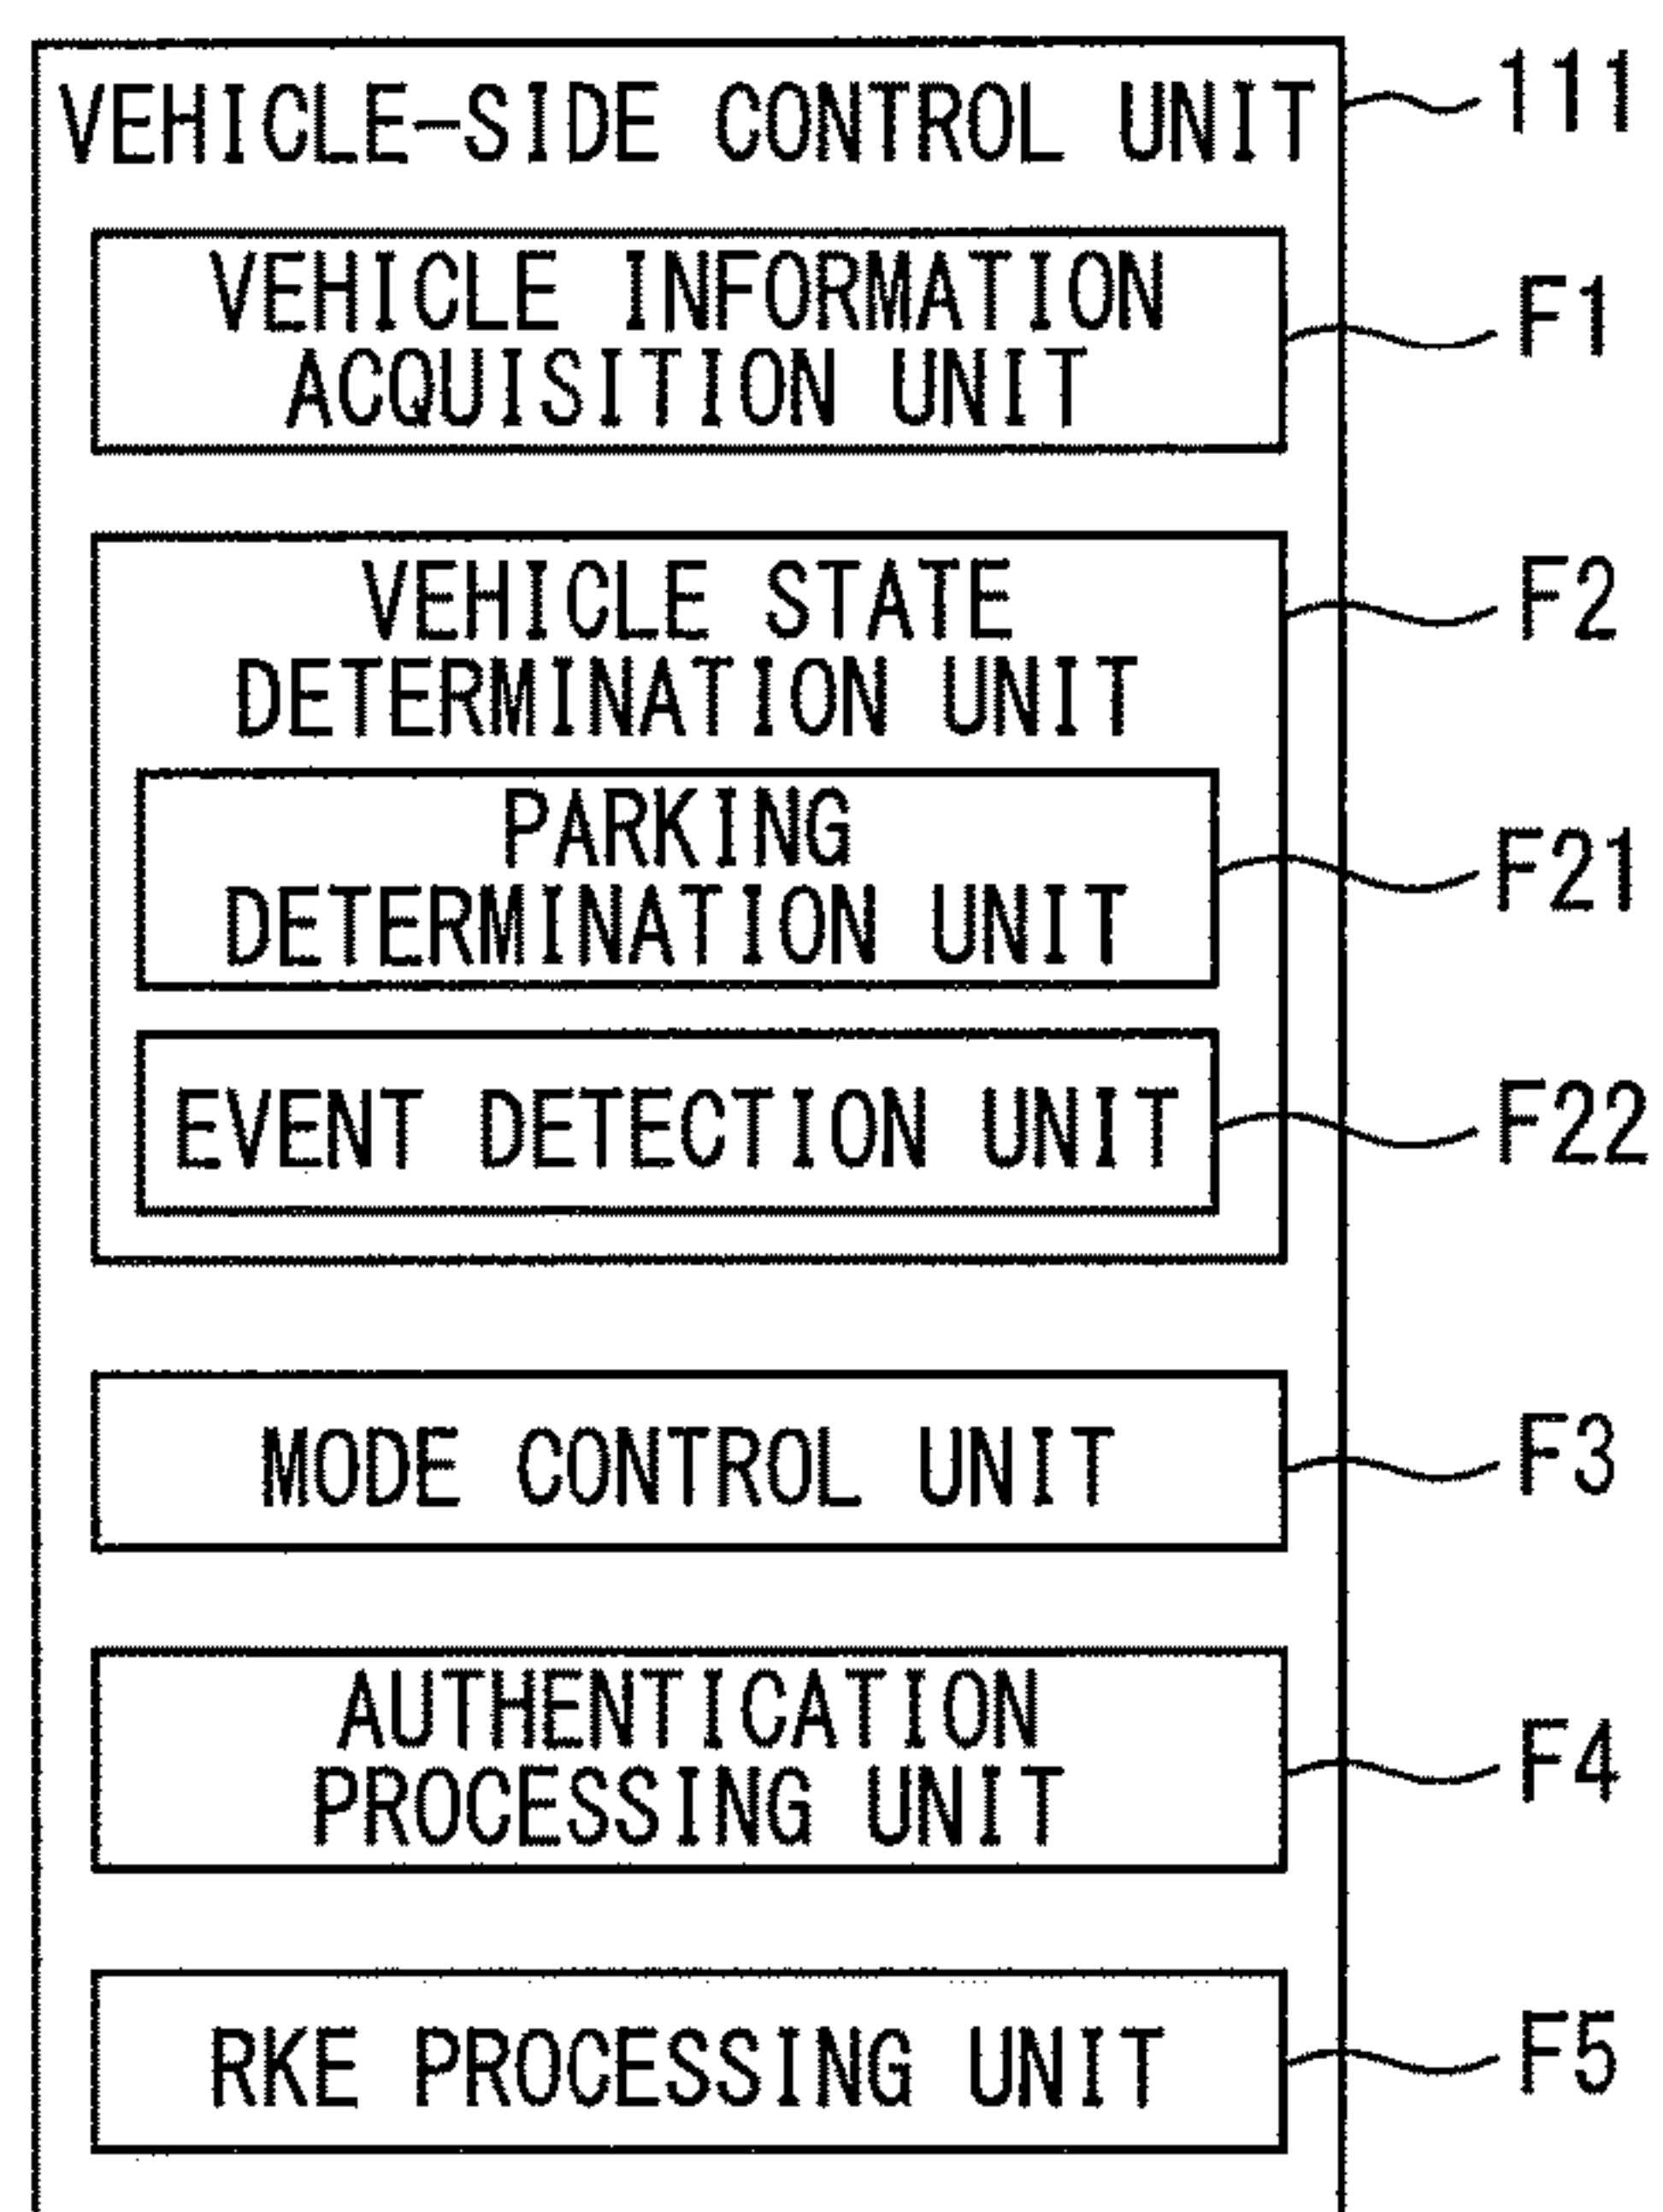 VEHICLE-SIDE CONTROL UNIT 111
VEHICLE INFORMATION
ACQUISITION UNIT
F1
VEHICLE STATE
DETERMINATION UNIT
F2
PARKING
DETERMINATION UNIT
F21
EVENT DETECTION UNIT F22
MODE CONTROL UNIT F3
AUTHENTICATION
PROCESSING UNIT
F4
RKE PROCESSING UNIT F5